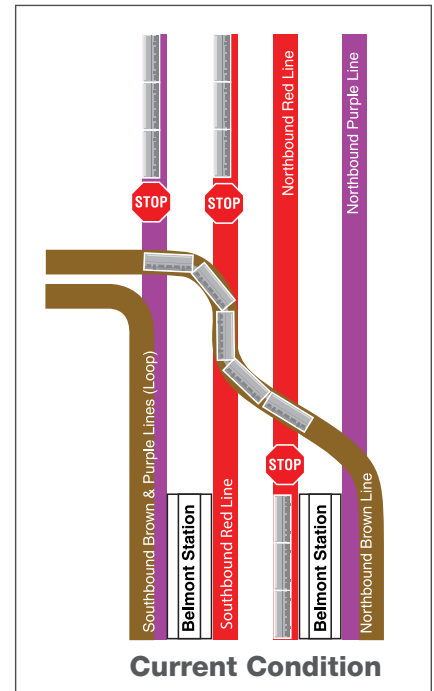 Northbound Red Line
Northbound Purple Line
STOP
STOP
Southbound Brown & Purple Lines (Loop)
STOP
Belmont Station
Southbound Red Line
Belmont Station
Northbound Brown Line
Current Condition